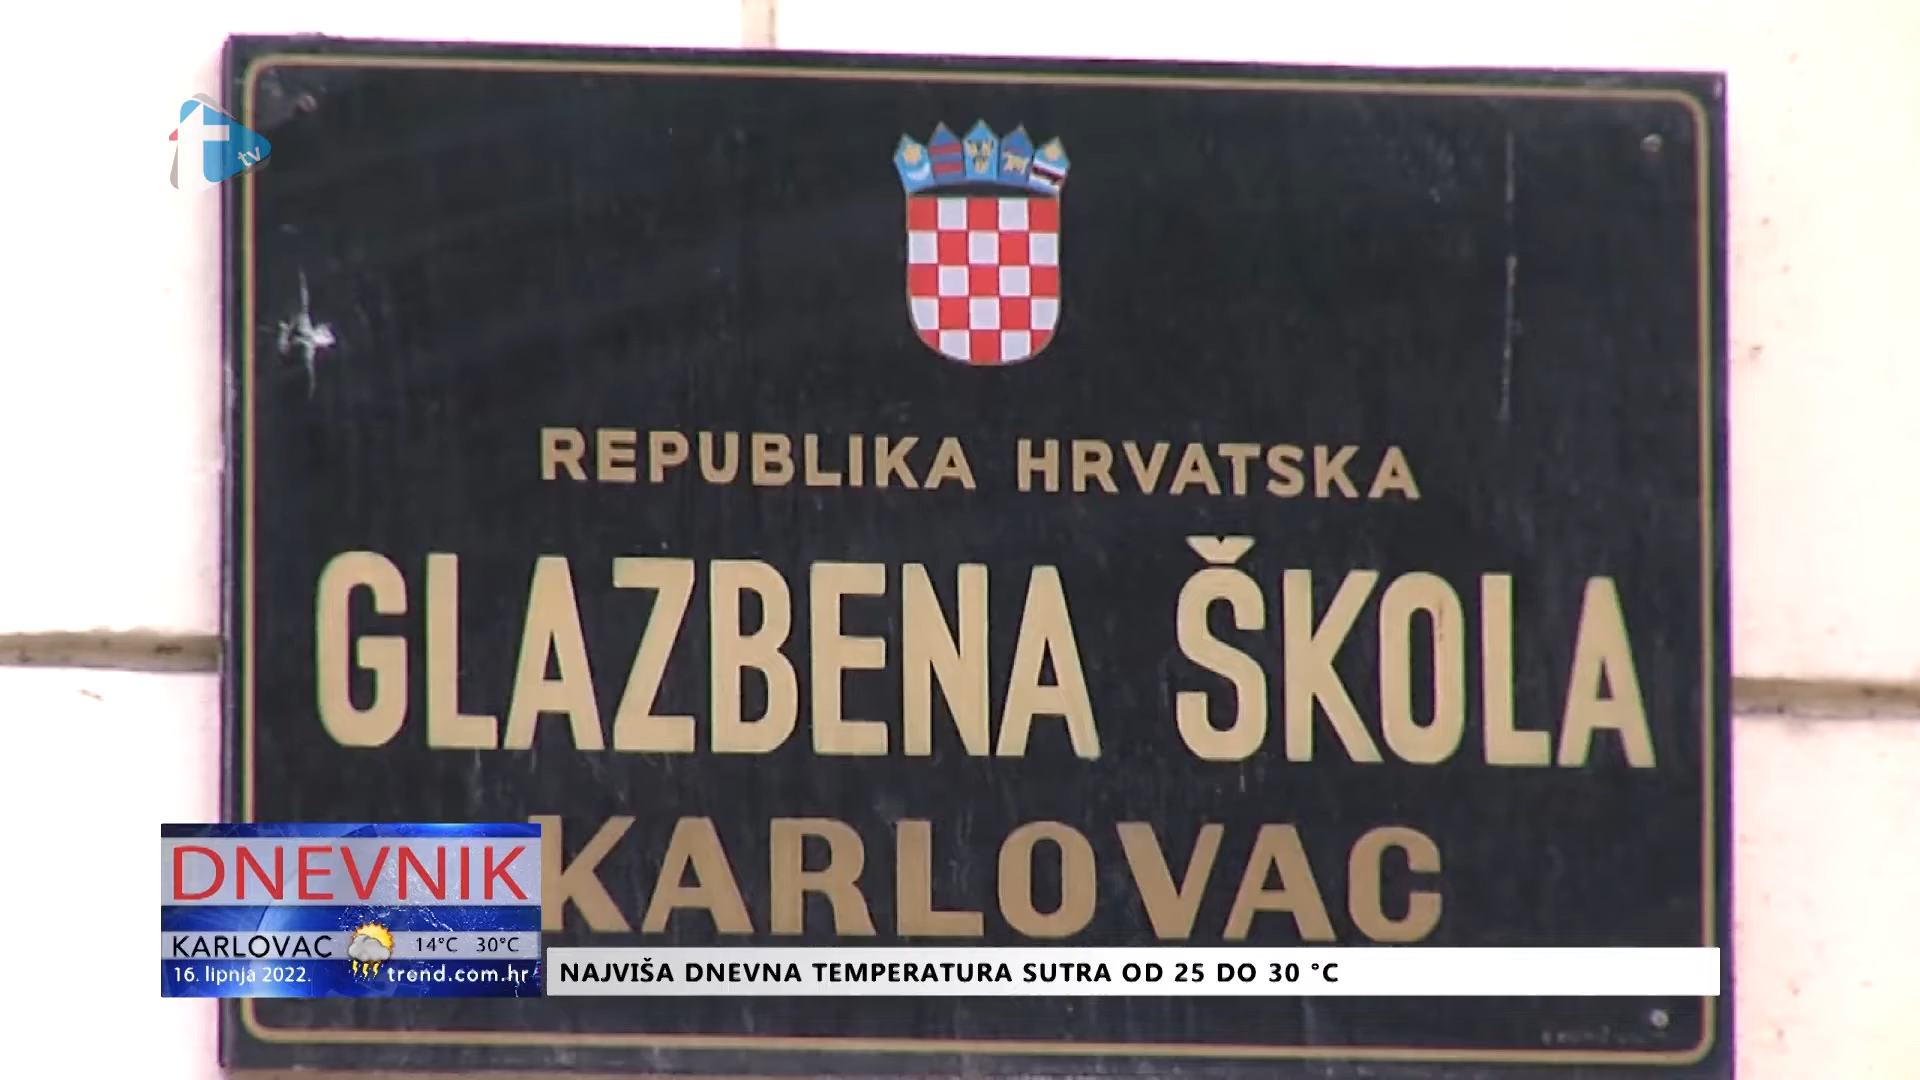 t tv
REPUBLIKA HRVATSKA
GLAZBENA ŠKOLA
KARLOVAC
DNEVNIK
KARLOVAC 14°C 30°C
16. lipnja 2022. trend.com.hr
NAJVIŠA DNEVNA TEMPERATURA SUTRA OD 25 DO 30 °C